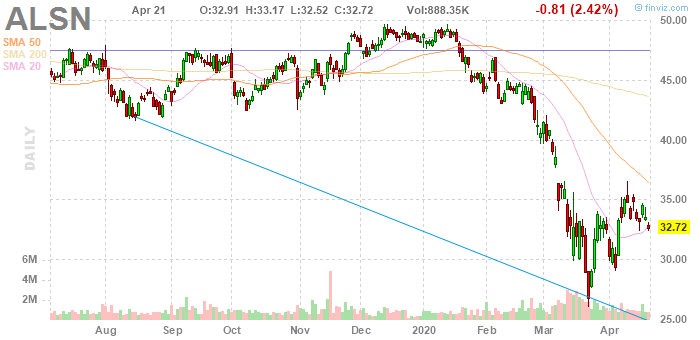 ALSN
Apr 21 O:32.91 H:33.17 L:32.52 C:32.72 Vol:888.35K -0.81 (2.42%)
© finviz.com
SMA 50
SMA 200
SMA 20
DAILY
50.00
45.00
40.00
35.00
32.72
30.00
25.00
6M
4M
2M
Aug Sep Oct Nov Dec 2020 Feb Mar Apr